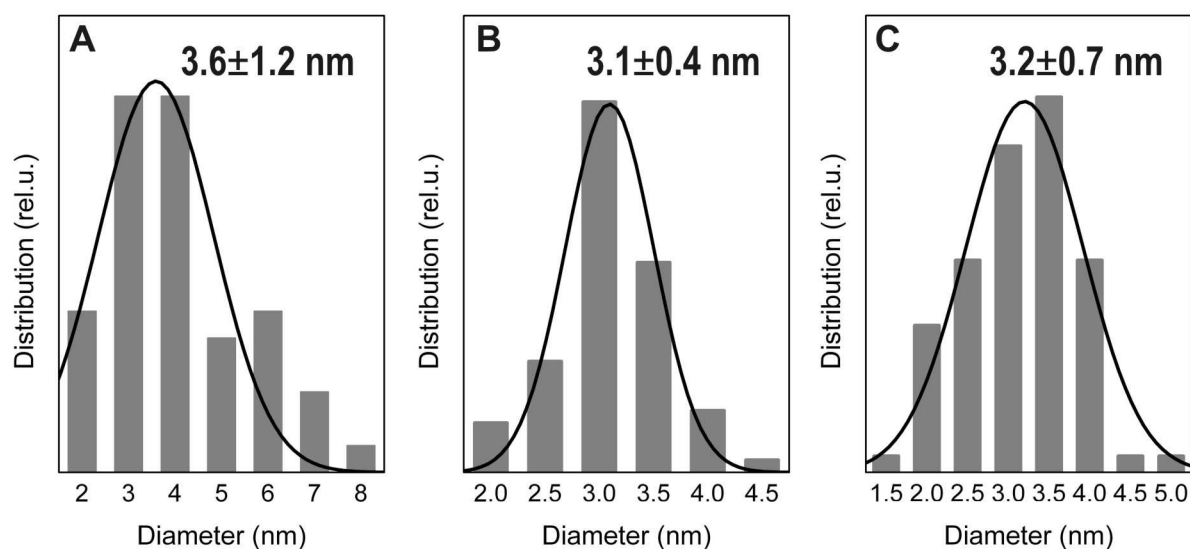 A
3.6±1.2 nm
Distribution (rel.u.)
2 3 4 5 6 7 8
Diameter (nm)
B
3.1±0.4 nm
Distribution (rel.u.)
2.0 2.5 3.0 3.5 4.0 4.5
Diameter (nm)
C
3.2±0.7 nm
Distribution (rel.u.)
1.5 2.0 2.5 3.0 3.5 4.0 4.5 5.0
Diameter (nm)